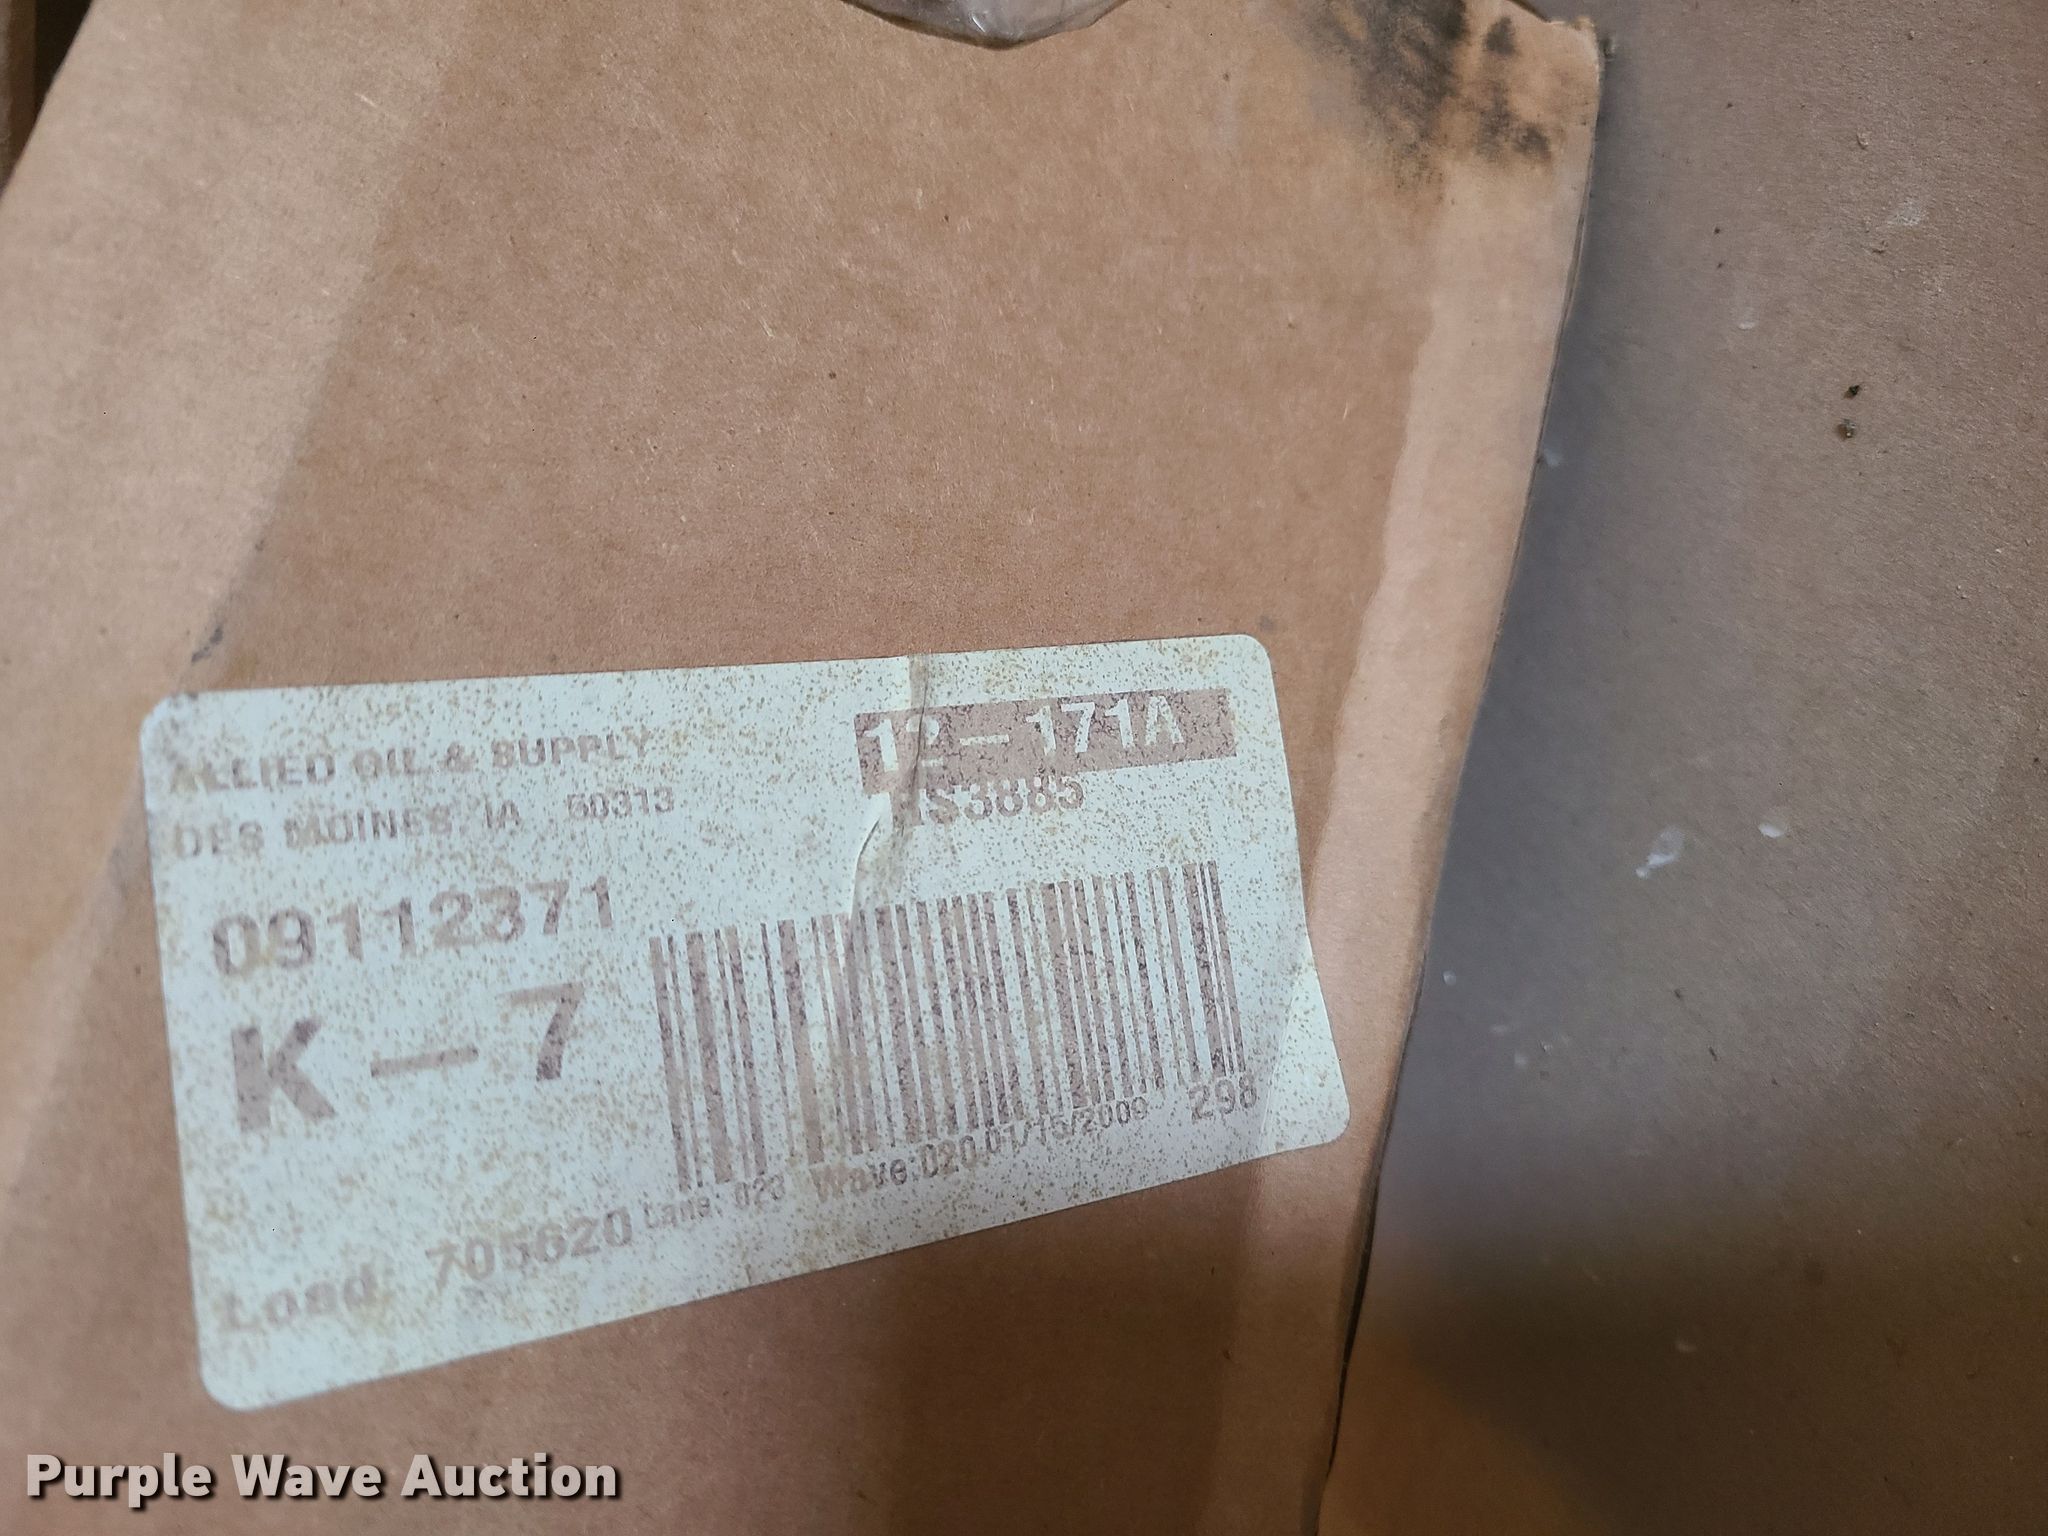 ALLIED OIL & SUPPLY
DES MOINES, IA 50313
12-171A
IS3885
09112371
K-7
Load: 705620 Lane: 023 Wave:020 01/15/2009 298
Purple Wave Auction